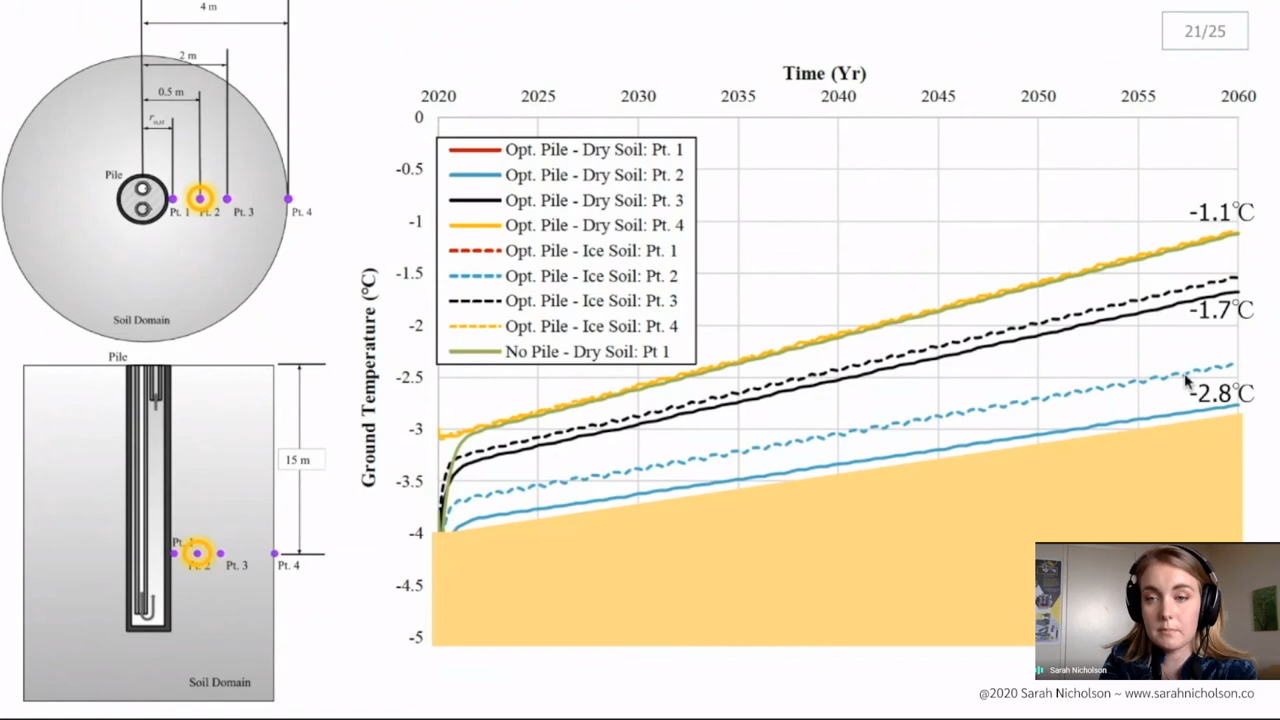 4 m
2 m
0.5 m
Pile
Pt. 1
Pt. 2
Pt. 3
Pt. 4
Soil Domain
Pile
15 m
Pt.
Pt. 2
Pt. 3
Pt. 4
Soil Domain
21/25
Time (Yr)
2020 2025 2030 2035 2040 2045 2050 2055 2060
Ground Temperature (°C)
0
-0.5
-1
-1.5
-2
-2.5
-3
-3.5
-4
-4.5
-5
Opt. Pile - Dry Soil: Pt. 1
Opt. Pile - Dry Soil: Pt. 2
Opt. Pile - Dry Soil: Pt. 3
Opt. Pile - Dry Soil: Pt. 4
Opt. Pile - Ice Soil: Pt. 1
Opt. Pile - Ice Soil: Pt. 2
Opt. Pile - Ice Soil: Pt. 3
Opt. Pile - Ice Soil: Pt. 4
No Pile - Dry Soil: Pt 1
-1.1℃
-1.7℃
-2.8℃
Sarah Nicholson
@2020 Sarah Nicholson ~ www.sarahnicholson.co